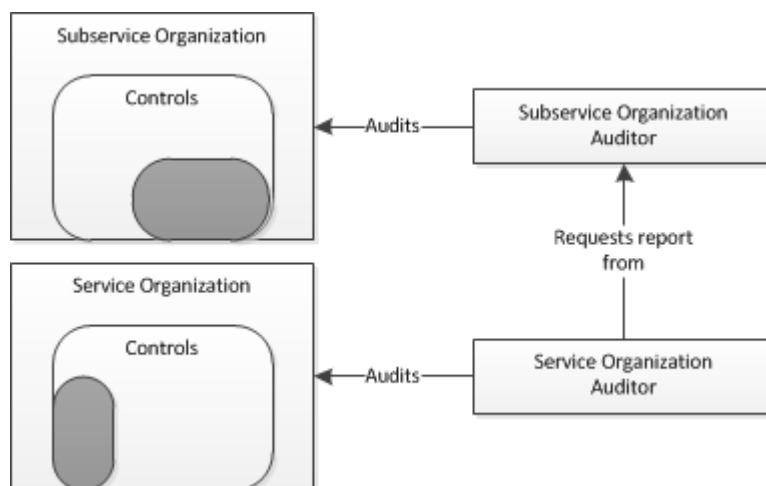 Subservice Organization
Controls
Audits
Subservice Organization
Auditor
Requests report
from
Service Organization
Controls
Audits
Service Organization
Auditor